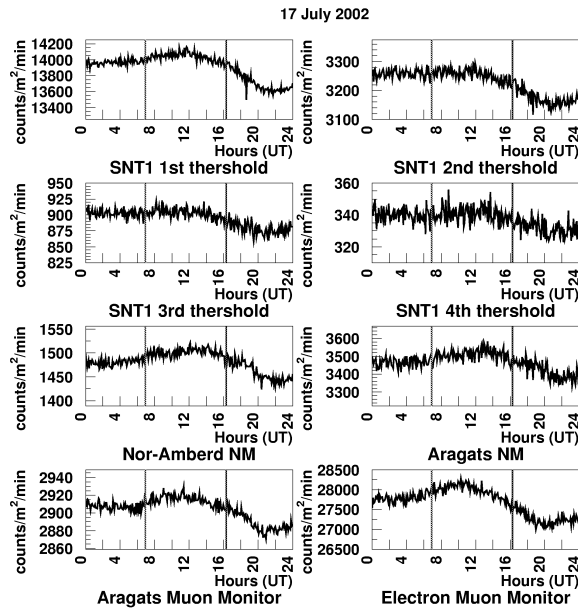 17 July 2002
counts/m²/min
14200
14000
13800
13600
13400
0 4 8 12 16 20 24
Hours (UT)
SNT1 1st thershold
counts/m²/min
3300
3200
3100
0 4 8 12 16 20 24
Hours (UT)
SNT1 2nd thershold
counts/m²/min
950
925
900
875
850
825
0 4 8 12 16 20 24
Hours (UT)
SNT1 3rd thershold
counts/m²/min
360
340
320
0 4 8 12 16 20 24
Hours (UT)
SNT1 4th thershold
counts/m²/min
1550
1500
1450
1400
0 4 8 12 16 20 24
Hours (UT)
Nor-Amberd NM
counts/m²/min
3600
3500
3400
3300
0 4 8 12 16 20 24
Hours (UT)
Aragats NM
counts/m²/min
2940
2920
2900
2880
2860
0 4 8 12 16 20 24
Hours (UT)
Aragats Muon Monitor
counts/m²/min
28500
28000
27500
27000
26500
0 4 8 12 16 20 24
Hours (UT)
Electron Muon Monitor